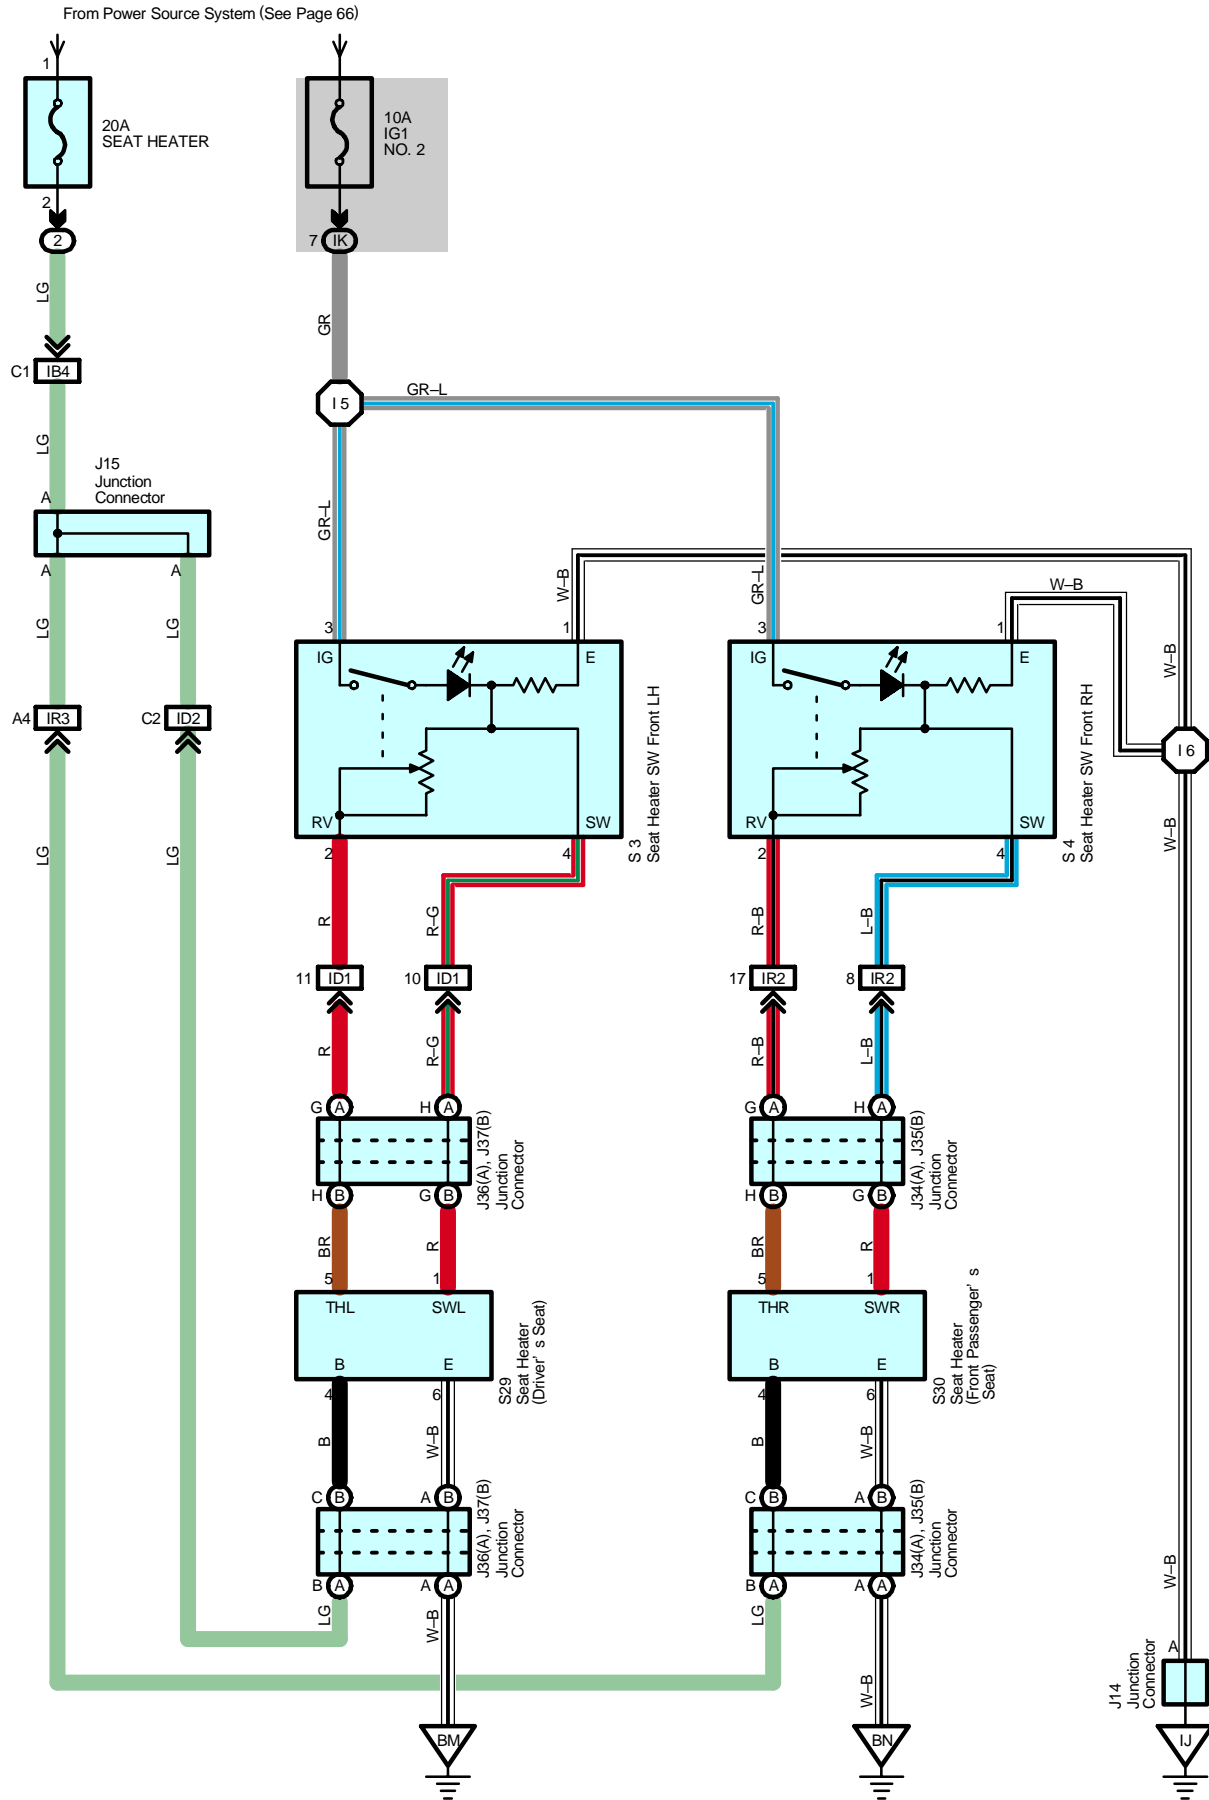 From Power Source System (See Page 66)
1
20A
SEAT HEATER
10A
IG1
NO. 2
2
2
7 IK
LG
GR
C1 IB4
I 5
GR–L
LG
GR–L
J15
Junction
Connector
A
A
A
LG
LG
W–B
GR–L
W–B
W–B
3
1
3
1
IG
E
IG
E
A4 IR3
C2 ID2
I 6
RV
SW
RV
SW
S 3
Seat Heater SW Front LH
S 4
Seat Heater SW Front RH
2
4
2
4
LG
LG
W–B
R
R–G
R–B
L–B
11 ID1
10 ID1
17 IR2
8 IR2
R
R–G
R–B
L–B
G A
H A
G A
H A
J36(A), J37(B)
Junction
Connector
J34(A), J35(B)
Junction
Connector
H B
G B
H B
G B
BR
R
BR
R
5
1
5
1
THL
SWL
THR
SWR
B
E
B
E
S29
Seat Heater
(Driver' s Seat)
S30
Seat Heater
(Front Passenger' s
Seat)
4
6
4
6
B
W–B
B
W–B
C B
A B
C B
A B
J36(A), J37(B)
Junction
Connector
J34(A), J35(B)
Junction
Connector
B A
A A
B A
A A
LG
W–B
LG
W–B
W–B
A
J14
Junction
Connector
BM
BN
IJ